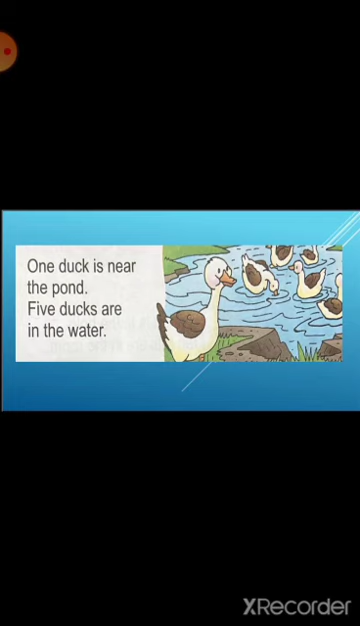 One duck is near
the pond.
Five ducks are
in the water.
XRecorder